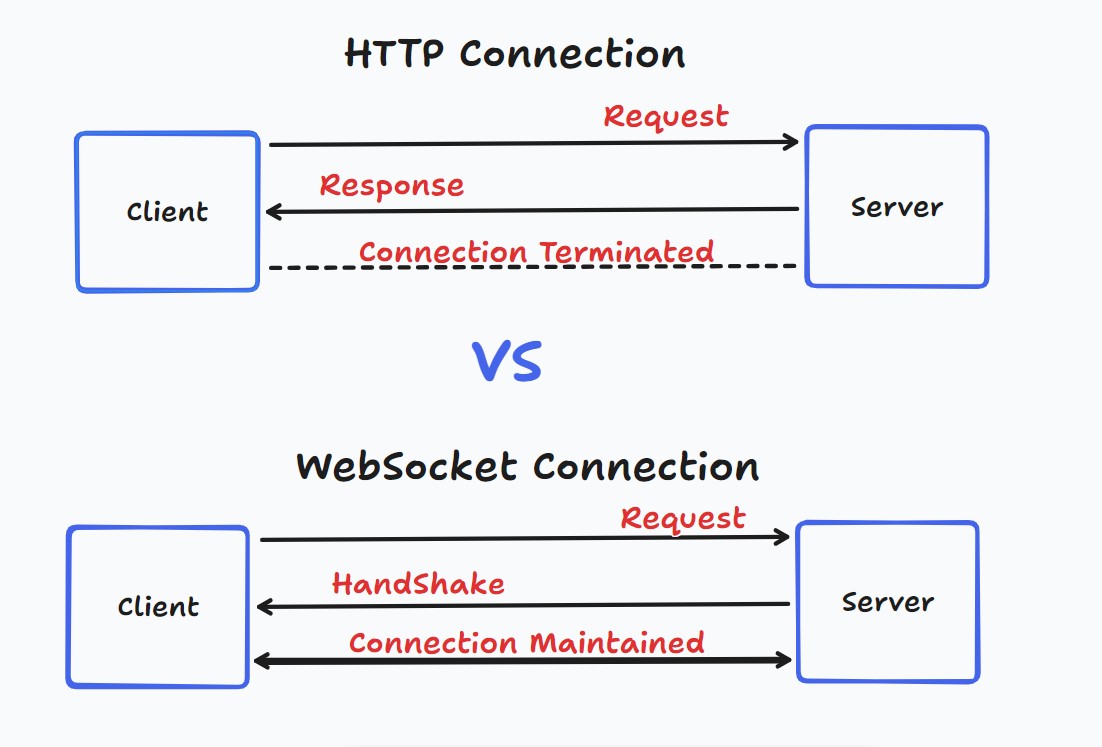 HTTP Connection
Request
Client
Server
Response
Connection Terminated
VS
WebSocket Connection
Request
Client
Server
HandShake
Connection Maintained